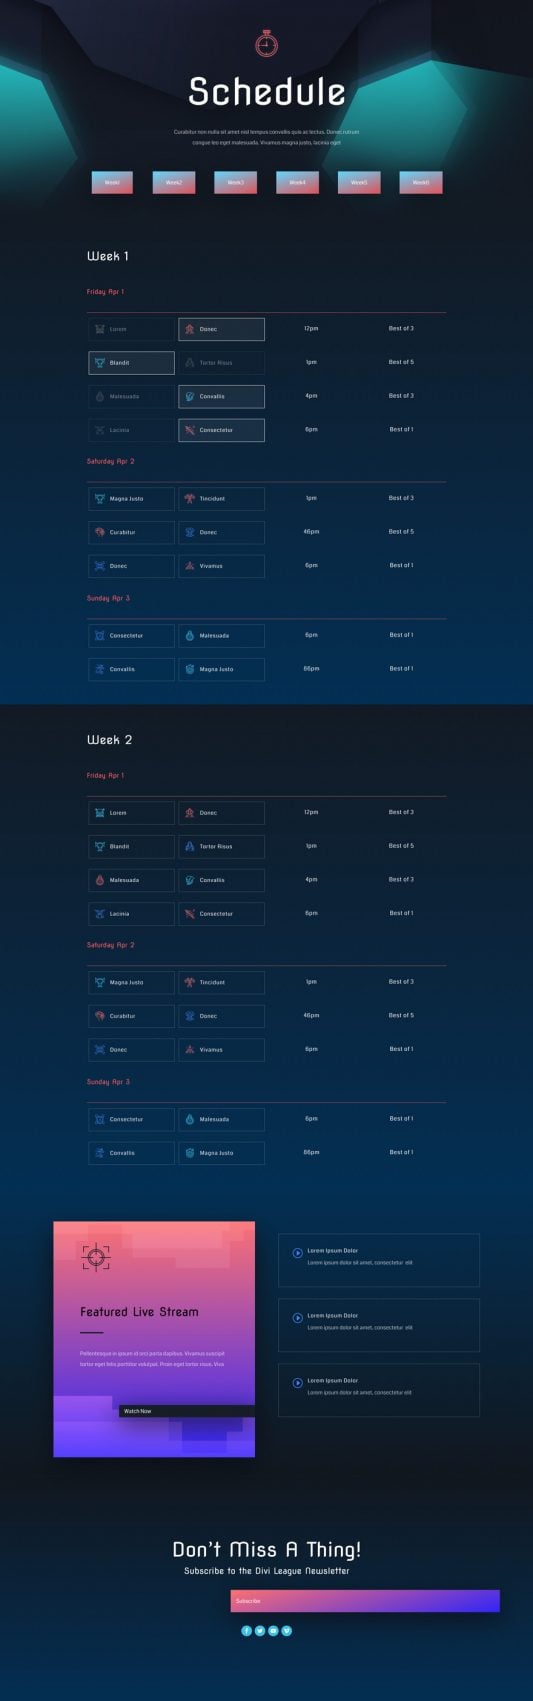 Schedule
Curabitur non nulla sit amet nisl tempus convallis quis ac lectus. Donec rutrum
congue leo eget malesuada. Vivamus magna justo, lacinia eget
Week1 Week2 Week3 Week4 Week5 Week6
Week 1
Friday Apr 1
Lorem Donec 12pm Best of 3
Blandit Tortor Risus 1pm Best of 5
Malesuada Convallis 4pm Best of 3
Lacinia Consectetur 6pm Best of 1
Saturday Apr 2
Magna Justo Tincidunt 1pm Best of 3
Curabitur Donec 46pm Best of 5
Donec Vivamus 6pm Best of 1
Sunday Apr 3
Consectetur Malesuada 6pm Best of 1
Convallis Magna Justo 86pm Best of 1
Week 2
Friday Apr 1
Lorem Donec 12pm Best of 3
Blandit Tortor Risus 1pm Best of 5
Malesuada Convallis 4pm Best of 3
Lacinia Consectetur 6pm Best of 1
Saturday Apr 2
Magna Justo Tincidunt 1pm Best of 3
Curabitur Donec 46pm Best of 5
Donec Vivamus 6pm Best of 1
Sunday Apr 3
Consectetur Malesuada 6pm Best of 1
Convallis Magna Justo 86pm Best of 1
Featured Live Stream
Pellentesque in ipsum id orci porta dapibus. Vivamus suscipit
tortor eget felis porttitor volutpat. Proin eget tortor risus. Viva
Watch Now
Lorem Ipsum Dolor
Lorem ipsum dolor sit amet, consectetur elit
Lorem Ipsum Dolor
Lorem ipsum dolor sit amet, consectetur elit
Lorem Ipsum Dolor
Lorem ipsum dolor sit amet, consectetur elit
Don't Miss A Thing!
Subscribe to the Divi League Newsletter
Subscribe